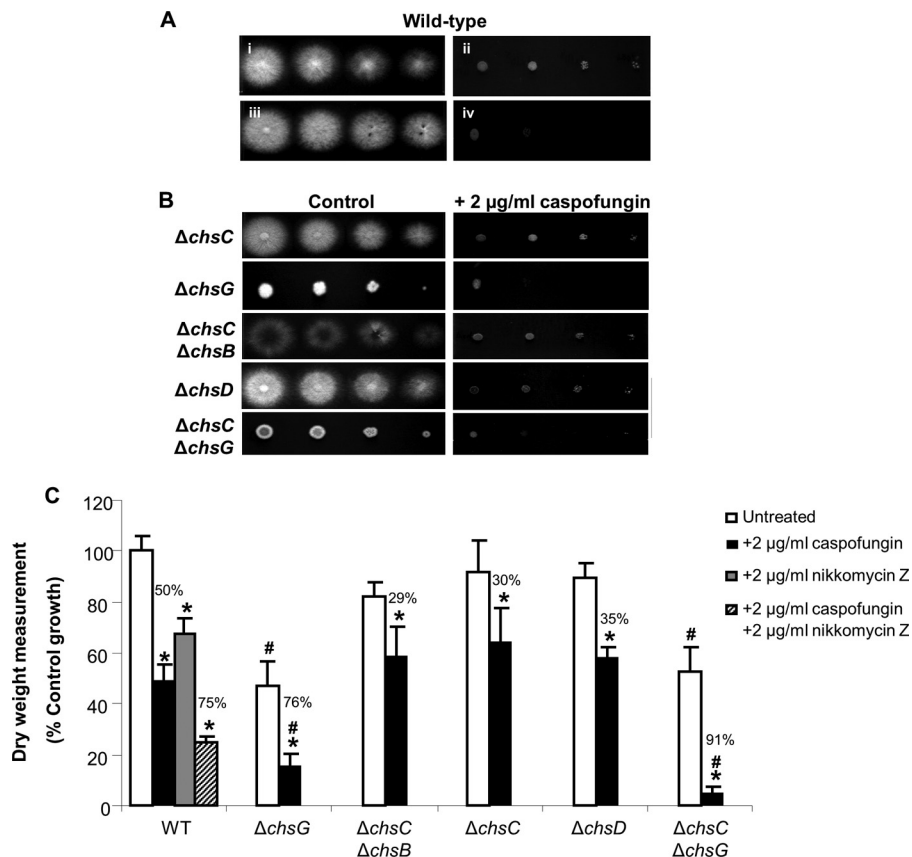 A
Wild-type
i
ii
iii
iv
B
Control
+ 2 µg/ml caspofungin
ΔchsC
ΔchsG
ΔchsC
ΔchsB
ΔchsD
ΔchsC
ΔchsG
C
Dry weight measurement
(% Control growth)
120
100
80
60
40
20
0
50%
*
*
75%
*
#
76%
#
*
29%
*
30%
*
35%
*
#
91%
#
*
WT
ΔchsG
ΔchsC
ΔchsB
ΔchsC
ΔchsD
ΔchsC
ΔchsG
Untreated
+2 µg/ml caspofungin
+2 µg/ml nikkomycin Z
+2 µg/ml caspofungin
+2 µg/ml nikkomycin Z